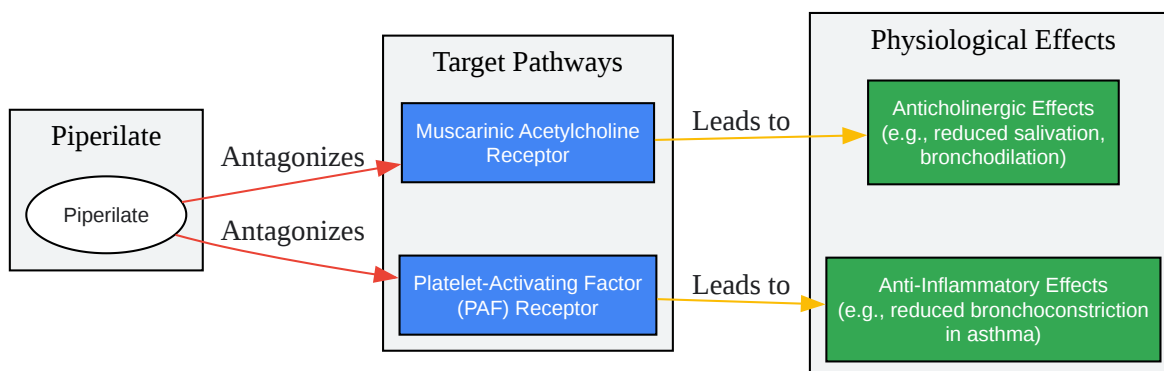 Piperilate
Piperilate
Antagonizes
Antagonizes
Target Pathways
Muscarinic Acetylcholine
Receptor
Platelet-Activating Factor
(PAF) Receptor
Leads to
Leads to
Physiological Effects
Anticholinergic Effects
(e.g., reduced salivation,
bronchodilation)
Anti-Inflammatory Effects
(e.g., reduced bronchoconstriction
in asthma)